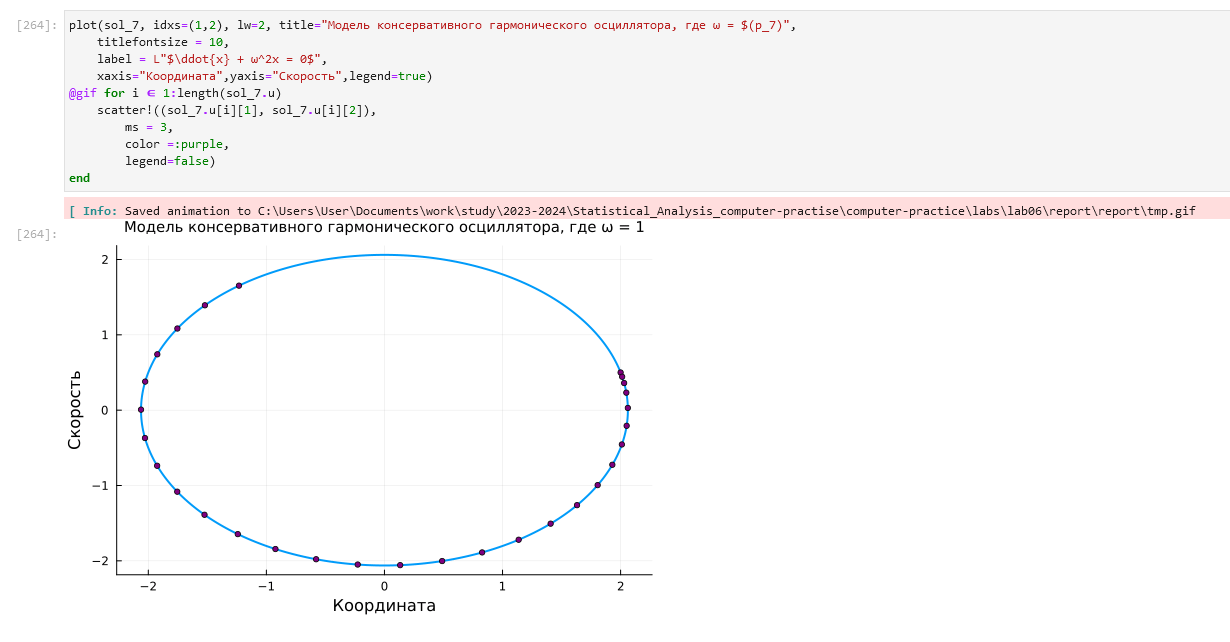 [264]: plot(sol_7, idxs=(1,2), lw=2, title="Модель консервативного гармонического осциллятора, где ω = $(p_7)",
titlefontsize = 10,
label = L"$\ddot{x} + ω^2x = 0$",
xaxis="Координата",yaxis="Скорость",legend=true)
@gif for i ∈ 1:length(sol_7.u)
scatter!((sol_7.u[i][1], sol_7.u[i][2]),
ms = 3,
color =:purple,
legend=false)
end
[ Info: Saved animation to C:\Users\User\Documents\work\study\2023-2024\Statistical_Analysis_computer-practise\computer-practice\labs\lab06\report\report\tmp.gif
[264]:
Модель консервативного гармонического осциллятора, где ω = 1
2
1
0
−1
−2
Скорость
−2 −1 0 1 2
Координата